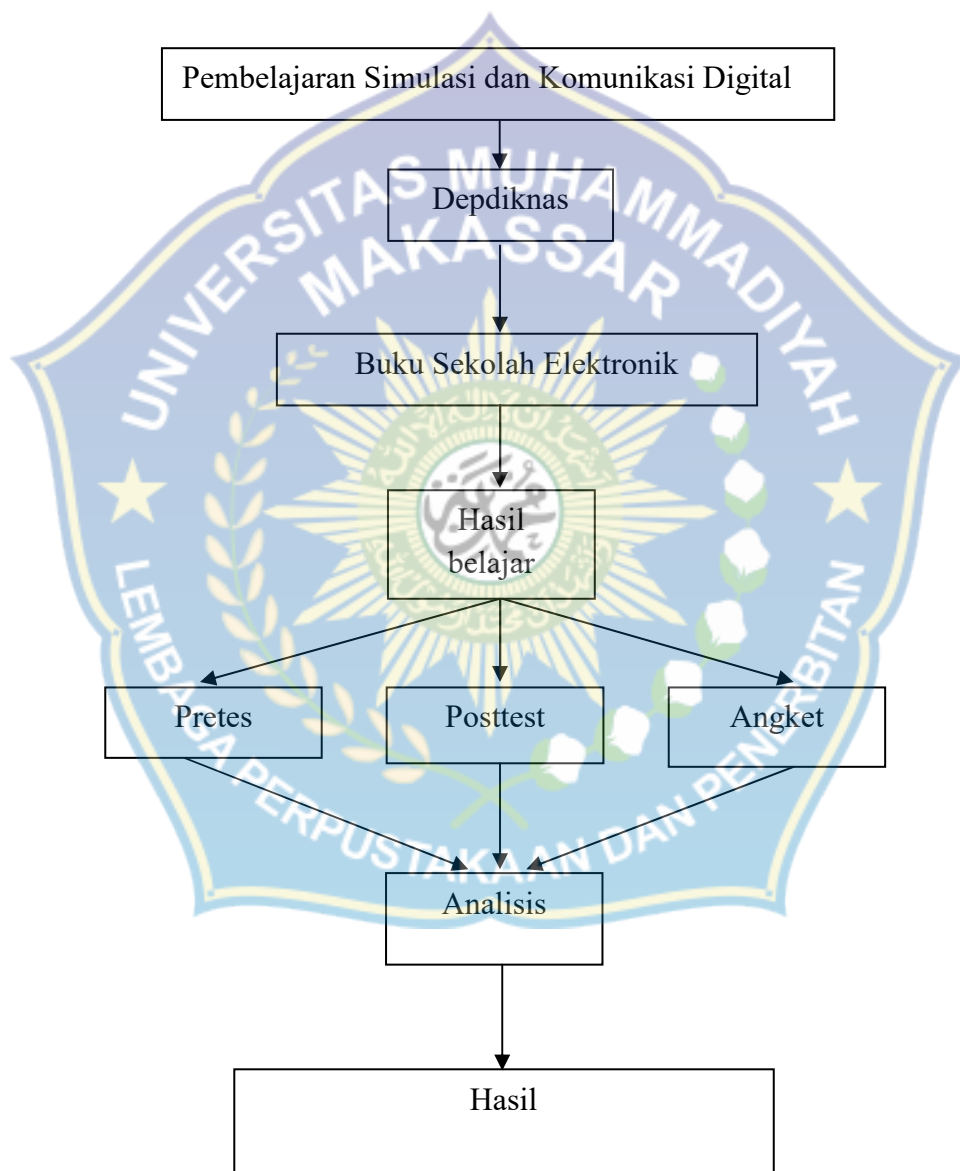 Pembelajaran Simulasi dan Komunikasi Digital
UNIVERSITAS MUHAMMADIYAH
MAKASSAR
Depdiknas
Buku Sekolah Elektronik
Hasil
belajar
Pretes
Posttest
Angket
LEMBAGA PERPUSTAKAAN DAN PENERBITAN
Analisis
Hasil